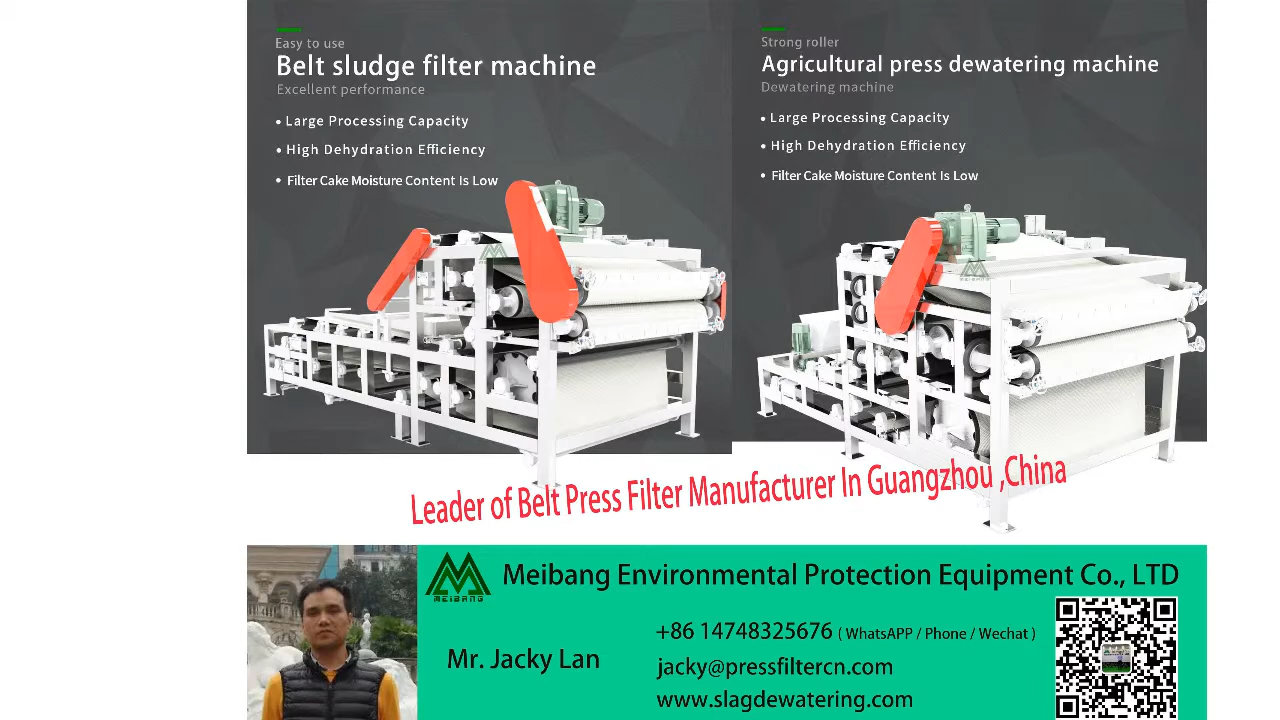 Easy to use
Belt sludge filter machine
Excellent performance
• Large Processing Capacity
• High Dehydration Efficiency
• Filter Cake Moisture Content Is Low
Strong roller
Agricultural press dewatering machine
Dewatering machine
• Large Processing Capacity
• High Dehydration Efficiency
• Filter Cake Moisture Content Is Low
Leader of Belt Press Filter Manufacturer In Guangzhou ,China
MEIBANG
Meibang Environmental Protection Equipment Co., LTD
+86 14748325676 ( WhatsAPP / Phone / Wechat )
Mr. Jacky Lan
jacky@pressfiltercn.com
www.slagdewatering.com